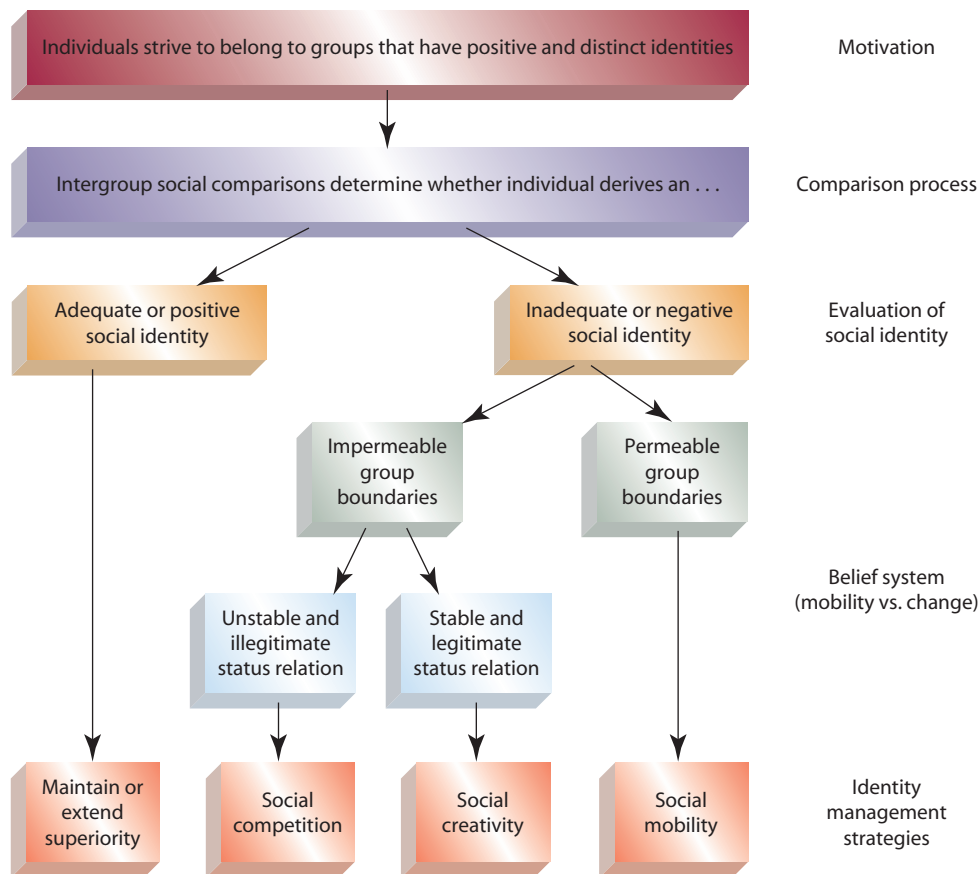 Individuals strive to belong to groups that have positive and distinct identities
Motivation
Intergroup social comparisons determine whether individual derives an . . .
Comparison process
Adequate or positive
social identity
Inadequate or negative
social identity
Evaluation of
social identity
Impermeable
group
boundaries
Permeable
group
boundaries
Belief system
(mobility vs. change)
Unstable and
illegitimate
status relation
Stable and
legitimate
status relation
Maintain or
extend
superiority
Social
competition
Social
creativity
Social
mobility
Identity
management
strategies